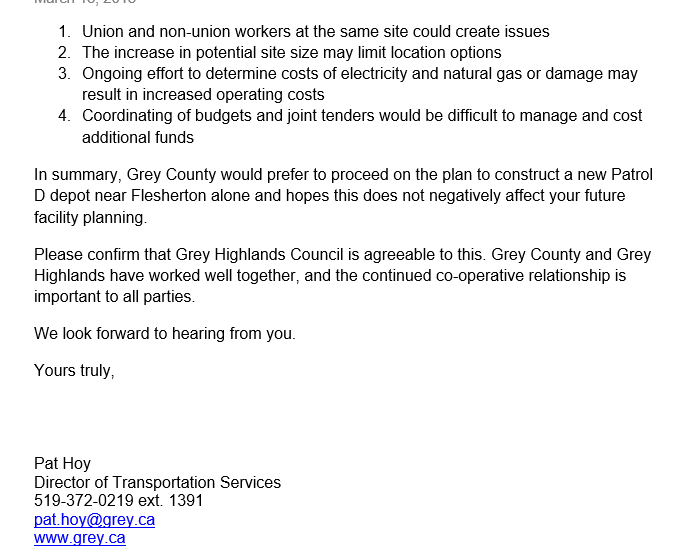 1. Union and non-union workers at the same site could create issues
2. The increase in potential site size may limit location options
3. Ongoing effort to determine costs of electricity and natural gas or damage may
result in increased operating costs
4. Coordinating of budgets and joint tenders would be difficult to manage and cost
additional funds
In summary, Grey County would prefer to proceed on the plan to construct a new Patrol
D depot near Flesherton alone and hopes this does not negatively affect your future
facility planning.
Please confirm that Grey Highlands Council is agreeable to this. Grey County and Grey
Highlands have worked well together, and the continued co-operative relationship is
important to all parties.
We look forward to hearing from you.
Yours truly,
Pat Hoy
Director of Transportation Services
519-372-0219 ext. 1391
pat.hoy@grey.ca
www.grey.ca